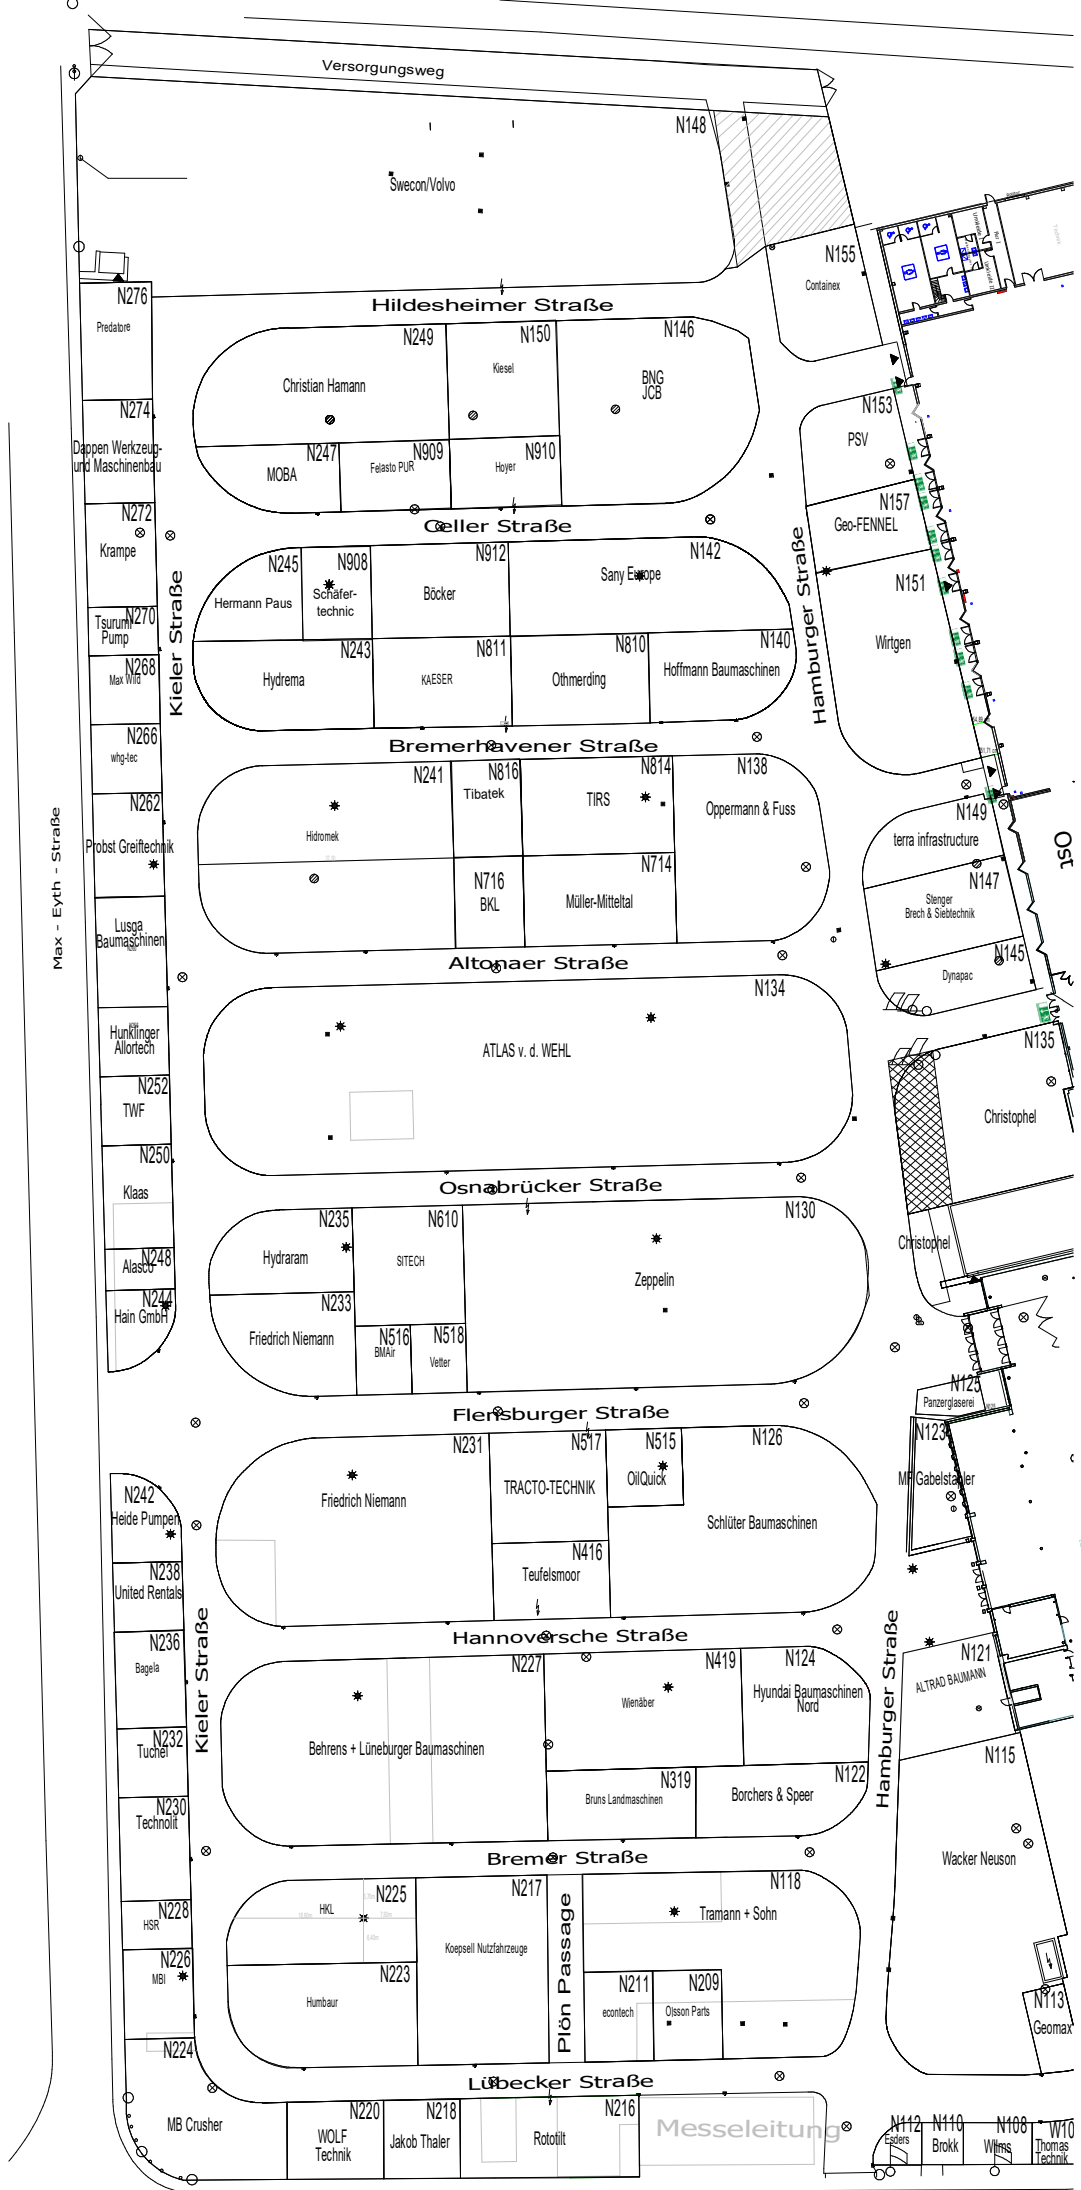 Versorgungsweg
N148
Swecon/Volvo
N155
Containex
Technik
N276
Predatore
Hildesheimer Straße
N249
Christian Hamann
N150
Kiesel
N146
BNG
JCB
N153
PSV
N274
Dappen Werkzeug-
und Maschinenbau
N247
MOBA
N909
Felasto PUR
N910
Hoyer
N157
Geo-FENNEL
N272
Krampe
Celler Straße
N245
Hermann Paus
N908
Schäfer-
technic
N912
Böcker
N142
Sany Europe
Hamburger Straße
N151
Wirtgen
Kieler Straße
N270
Tsurumi
Pump
N268
Max Wild
N243
Hydrema
N811
KAESER
N810
Othmerding
N140
Hoffmann Baumaschinen
N266
whg-tec
Bremerhavener Straße
N241
Hidromek
N816
Tibatek
N814
TIRS
N138
Oppermann & Fuss
N149
terra infrastructure
Ost
Max - Eyth - Straße
N262
Probst Greiftechnik
N716
BKL
N714
Müller-Mitteltal
N147
Stenger
Brech & Siebtechnik
Lusga
Baumaschinen
N145
Dynapac
Altonaer Straße
N134
ATLAS v. d. WEHL
Hunklinger
Allortech
N135
Christophel
N252
TWF
N250
Klaas
Osnabrücker Straße
N235
Hydraram
N610
SITECH
N130
Zeppelin
Christophel
N248
Alasco
N244
Hain GmbH
N233
Friedrich Niemann
N516
BMAir
N518
Vetter
N125
Panzerglaserei
Flensburger Straße
N231
Friedrich Niemann
N517
TRACTO-TECHNIK
N515
OilQuick
N126
Schlüter Baumaschinen
N123
MF Gabelstapler
N242
Heide Pumpen
N416
Teufelsmoor
N238
United Rentals
Hannoversche Straße
Kieler Straße
Hamburger Straße
N236
Bagela
N227
Behrens + Lüneburger Baumaschinen
N419
Wienäber
N124
Hyundai Baumaschinen
Nord
N121
ALTRAD BAUMANN
N232
Tuchel
N319
Bruns Landmaschinen
N122
Borchers & Speer
N115
Wacker Neuson
N230
Technolit
Bremer Straße
N225
HKL
N217
Koepsell Nutzfahrzeuge
Plön Passage
N118
Tramann + Sohn
N228
HSR
N226
MBI
N223
Humbaur
N211
econtech
N209
Olsson Parts
N113
Geomax
N224
MB Crusher
Lübecker Straße
N220
WOLF
Technik
N218
Jakob Thaler
N216
Rototilt
Messeleitung
N112
Esders
N110
Brokk
N108
Wilms
W10
Thomas
Technik